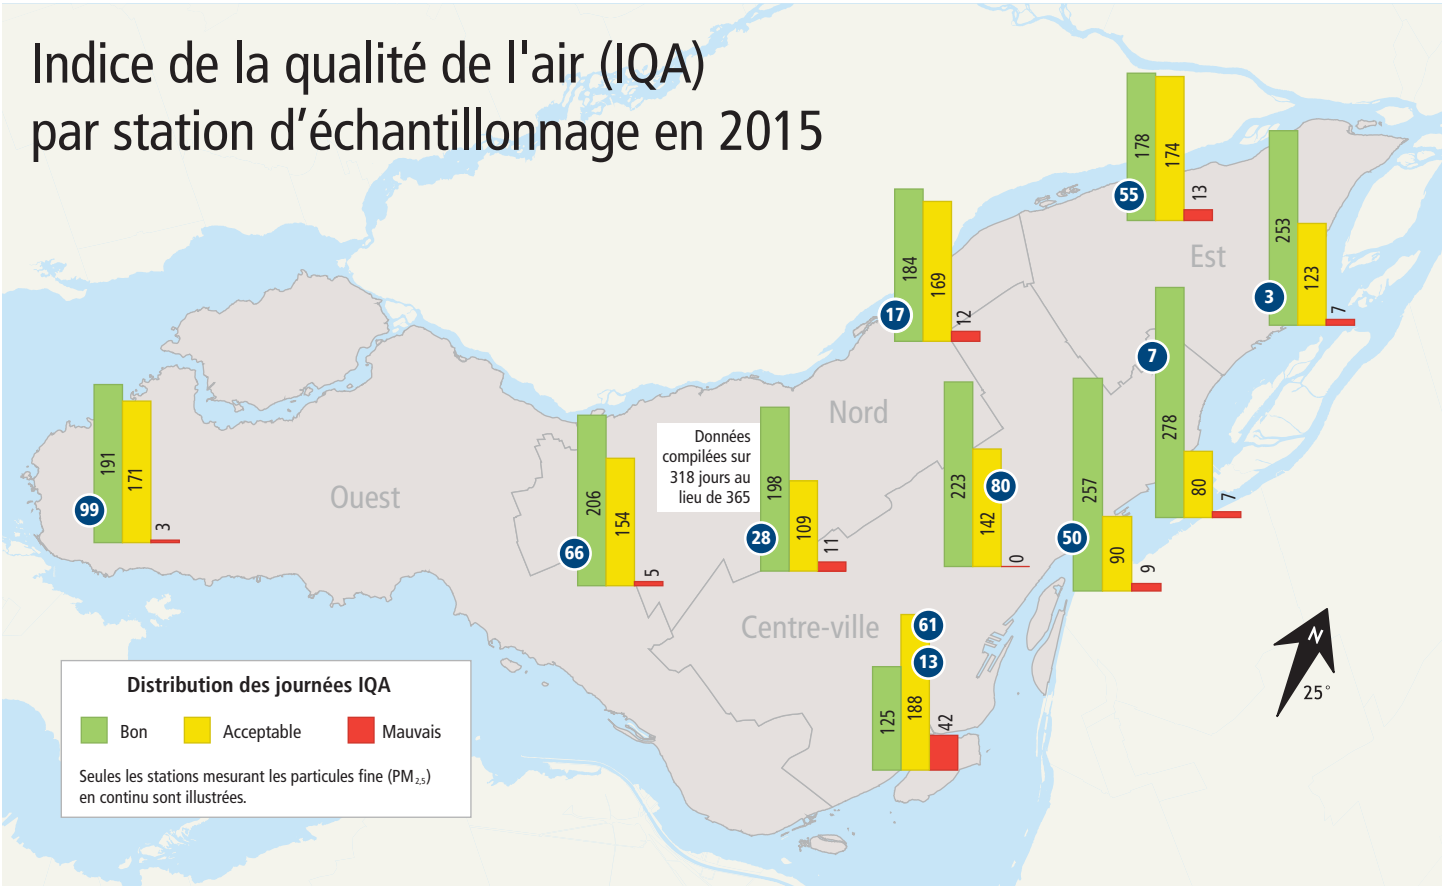 Indice de la qualité de l'air (IQA)
par station d’échantillonnage en 2015
178
174
13
55
253
123
7
3
Est
184
169
12
17
7
278
80
7
Nord
191
171
3
99
Ouest
206
154
5
66
Données
compilées sur
318 jours au
lieu de 365
198
109
11
28
223
142
0
80
257
90
9
50
Centre-ville
61
13
125
188
42
N
25°
Distribution des journées IQA
Bon
Acceptable
Mauvais
Seules les stations mesurant les particules fine (PM2,5)
en continu sont illustrées.